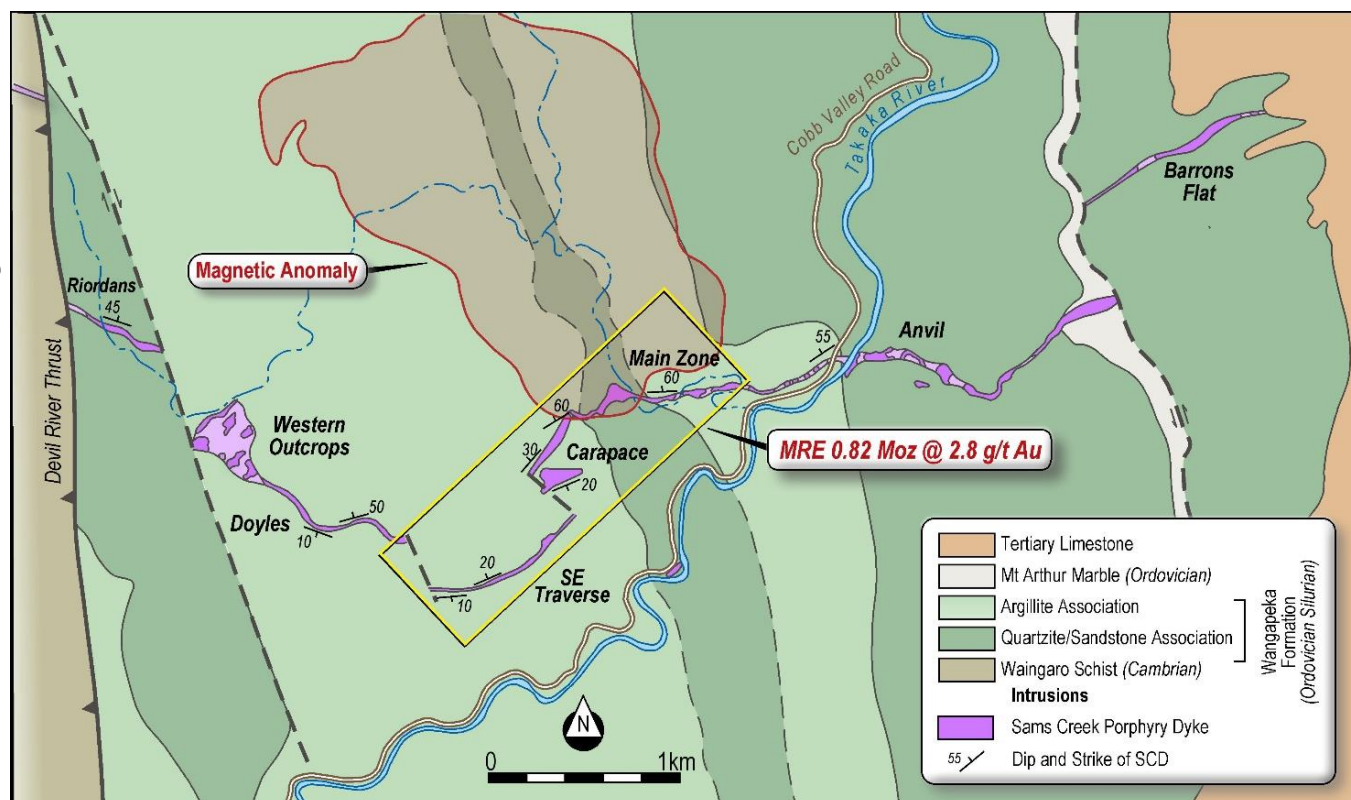 Cobb Valley Road
Takaka River
Barrons
Flat
Magnetic Anomaly
Riordans
45
Devil River Thrust
Main Zone
60
55
Anvil
Western
Outcrops
60
Carapace
30
20
MRE 0.82 Moz @ 2.8 g/t Au
Doyles
50
10
20
10
SE
Traverse
N
0
1km
Tertiary Limestone
Mt Arthur Marble (Ordovician)
Argillite Association
Quartzite/Sandstone Association
Waingaro Schist (Cambrian)
Wangapeka
Formation
(Ordovician Silurian)
Intrusions
Sams Creek Porphyry Dyke
55
Dip and Strike of SCD